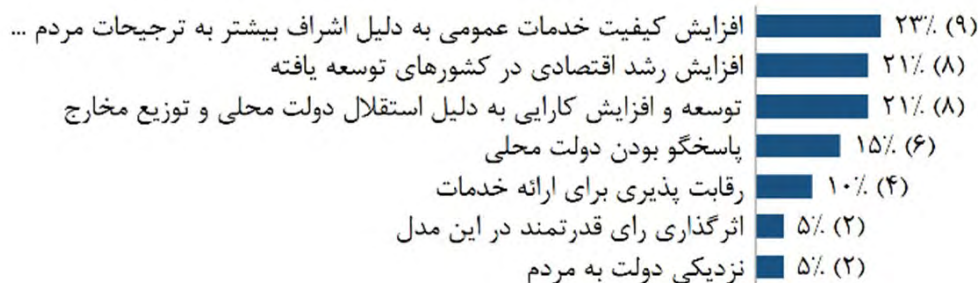 افزایش کیفیت خدمات عمومی به دلیل اشراف بیشتر به ترجیحات مردم ... ۲۳٪ (۹)
افزایش رشد اقتصادی در کشورهای توسعه یافته ۲۱٪ (۸)
توسعه و افزایش کارایی به دلیل استقلال دولت محلی و توزیع مخارج ۲۱٪ (۸)
پاسخگو بودن دولت محلی ۱۵٪ (۶)
رقابت پذیری برای ارائه خدمات ۱۰٪ (۴)
اثرگذاری رای قدرتمند در این مدل ۵٪ (۲)
نزدیکی دولت به مردم ۵٪ (۲)